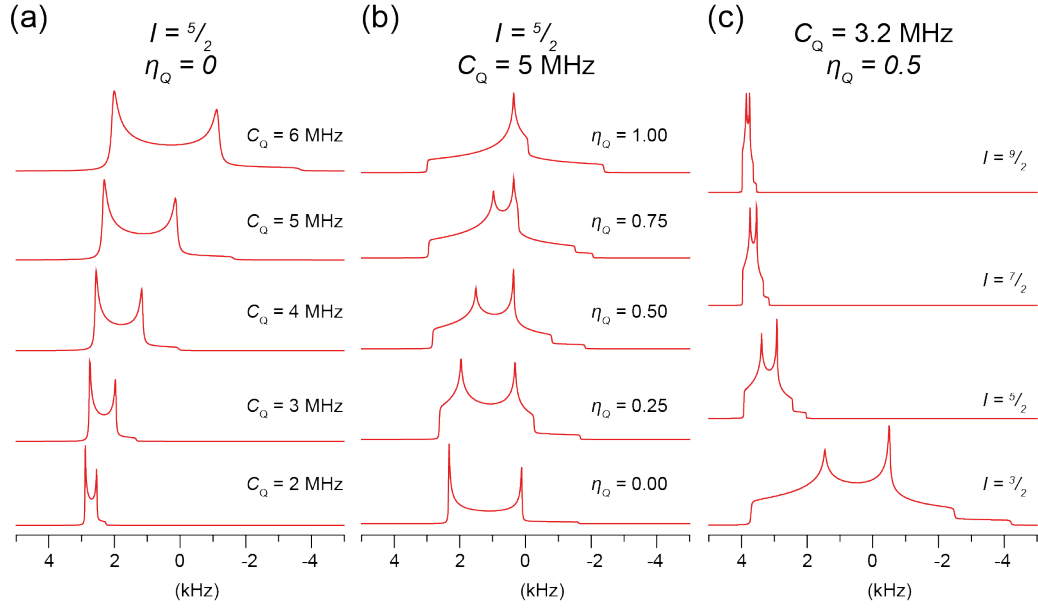 (a)
I = 5/2
ηQ = 0
CQ = 6 MHz
CQ = 5 MHz
CQ = 4 MHz
CQ = 3 MHz
CQ = 2 MHz
4 2 0 -2 -4
(kHz)
(b)
I = 5/2
CQ = 5 MHz
ηQ = 1.00
ηQ = 0.75
ηQ = 0.50
ηQ = 0.25
ηQ = 0.00
4 2 0 -2 -4
(kHz)
(c)
CQ = 3.2 MHz
ηQ = 0.5
I = 9/2
I = 7/2
I = 5/2
I = 3/2
4 2 0 -2 -4
(kHz)